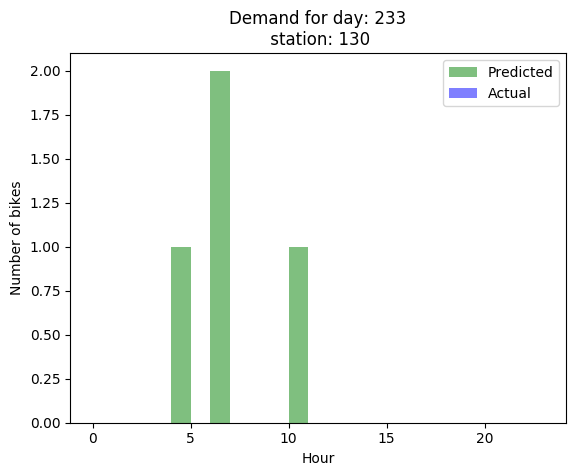 Demand for day: 233
station: 130
Predicted
Actual
2.00
1.75
1.50
1.25
1.00
0.75
0.50
0.25
0.00
Number of bikes
0 5 10 15 20
Hour